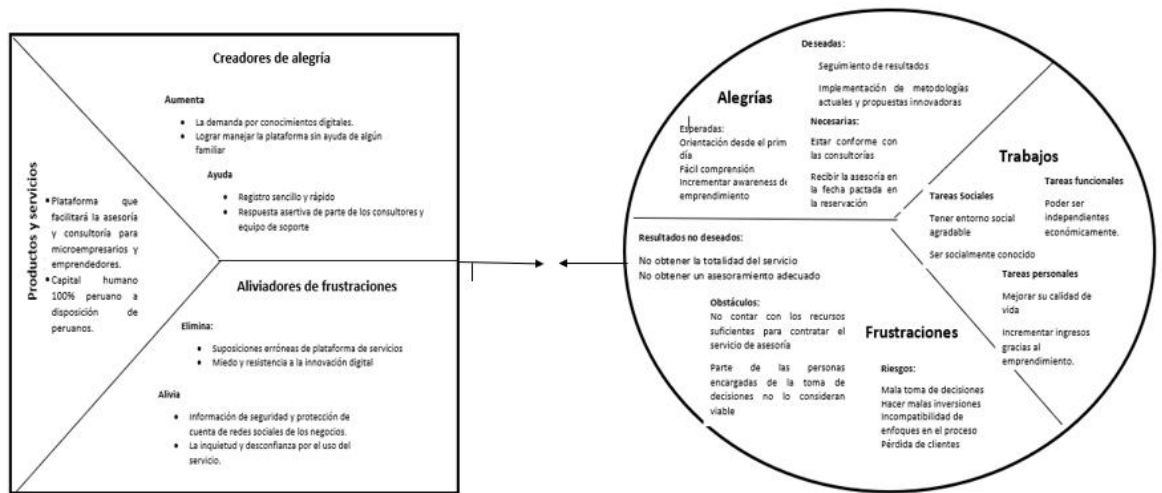 Creadores de alegría
Aumenta
• La demanda por conocimientos digitales.
• Lograr manejar la plataforma sin ayuda de algún
familiar
Ayuda
• Registro sencillo y rápido
• Respuesta asertiva de parte de los consultores y
equipo de soporte
Productos y servicios
•Plataforma que
facilitará la asesoría
y consultoría para
microempresarios y
emprendedores.
•Capital humano
100% peruano a
disposición de
peruanos.
Aliviadores de frustraciones
Elimina:
• Suposiciones erróneas de plataforma de servicios
• Miedo y resistencia a la innovación digital
Alivia
• Información de seguridad y protección de
cuenta de redes sociales de los negocios.
• La inquietud y desconfianza por el uso del
servicio.
Alegrías
Esperadas:
Orientación desde el prim
día
Fácil comprensión
Incrementar awareness de
emprendimiento
Deseadas:
Seguimiento de resultados
Implementación de metodologías
actuales y propuestas innovadoras
Necesarias:
Estar conforme con
las consultorías
Recibir la asesoría en
la fecha pactada en
la reservación
Trabajos
Tareas funcionales
Poder ser
independientes
económicamente.
Tareas Sociales
Tener entorno social
agradable
Ser socialmente conocido
Tareas personales
Mejorar su calidad de
vida
Incrementar ingresos
gracias al
emprendimiento.
Resultados no deseados:
No obtener la totalidad del servicio
No obtener un asesoramiento adecuado
Obstáculos:
No contar con los recursos
suficientes para contratar el
servicio de asesoría
Parte de las personas
encargadas de la toma de
decisiones no lo consideran
viable
Frustraciones
Riesgos:
Mala toma de decisiones
Hacer malas inversiones
Incompatibilidad de
enfoques en el proceso
Pérdida de clientes